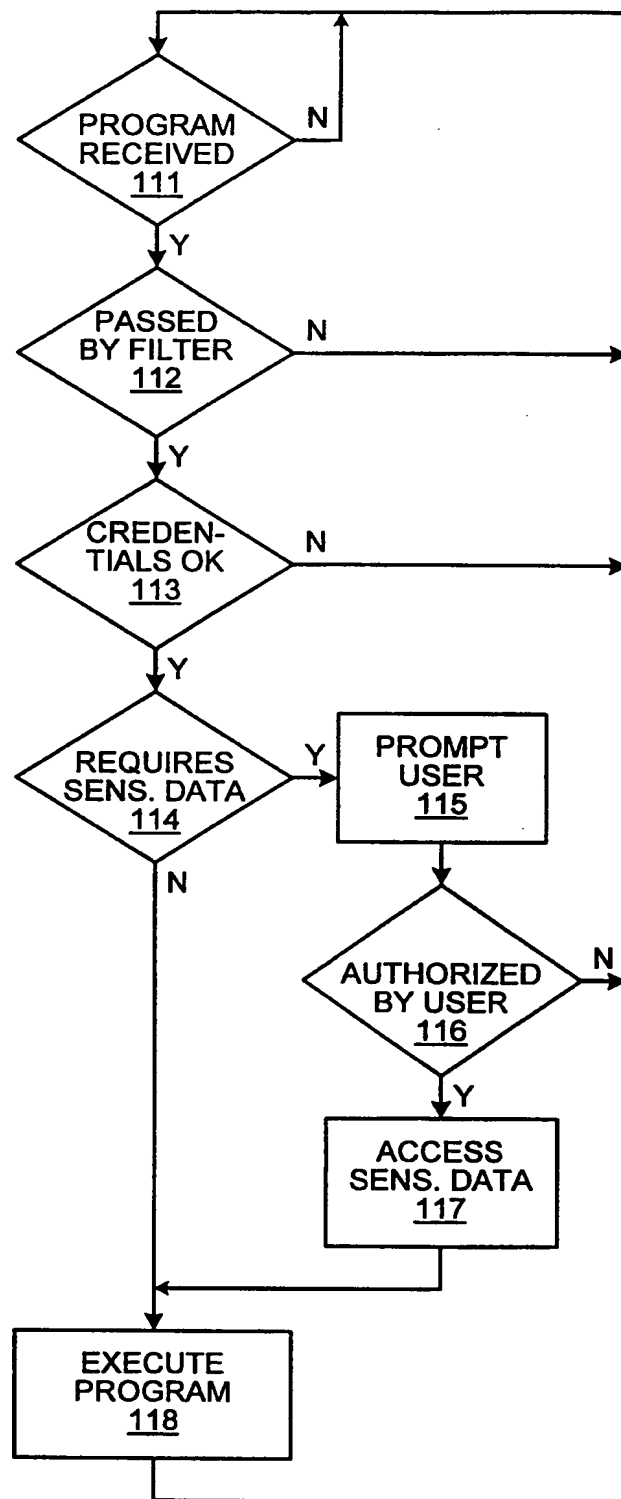 PROGRAM
RECEIVED
111
N
Y
PASSED
BY FILTER
112
N
Y
CREDEN-
TIALS OK
113
N
Y
REQUIRES
SENS. DATA
114
Y
N
PROMPT
USER
115
AUTHORIZED
BY USER
116
N
Y
ACCESS
SENS. DATA
117
EXECUTE
PROGRAM
118